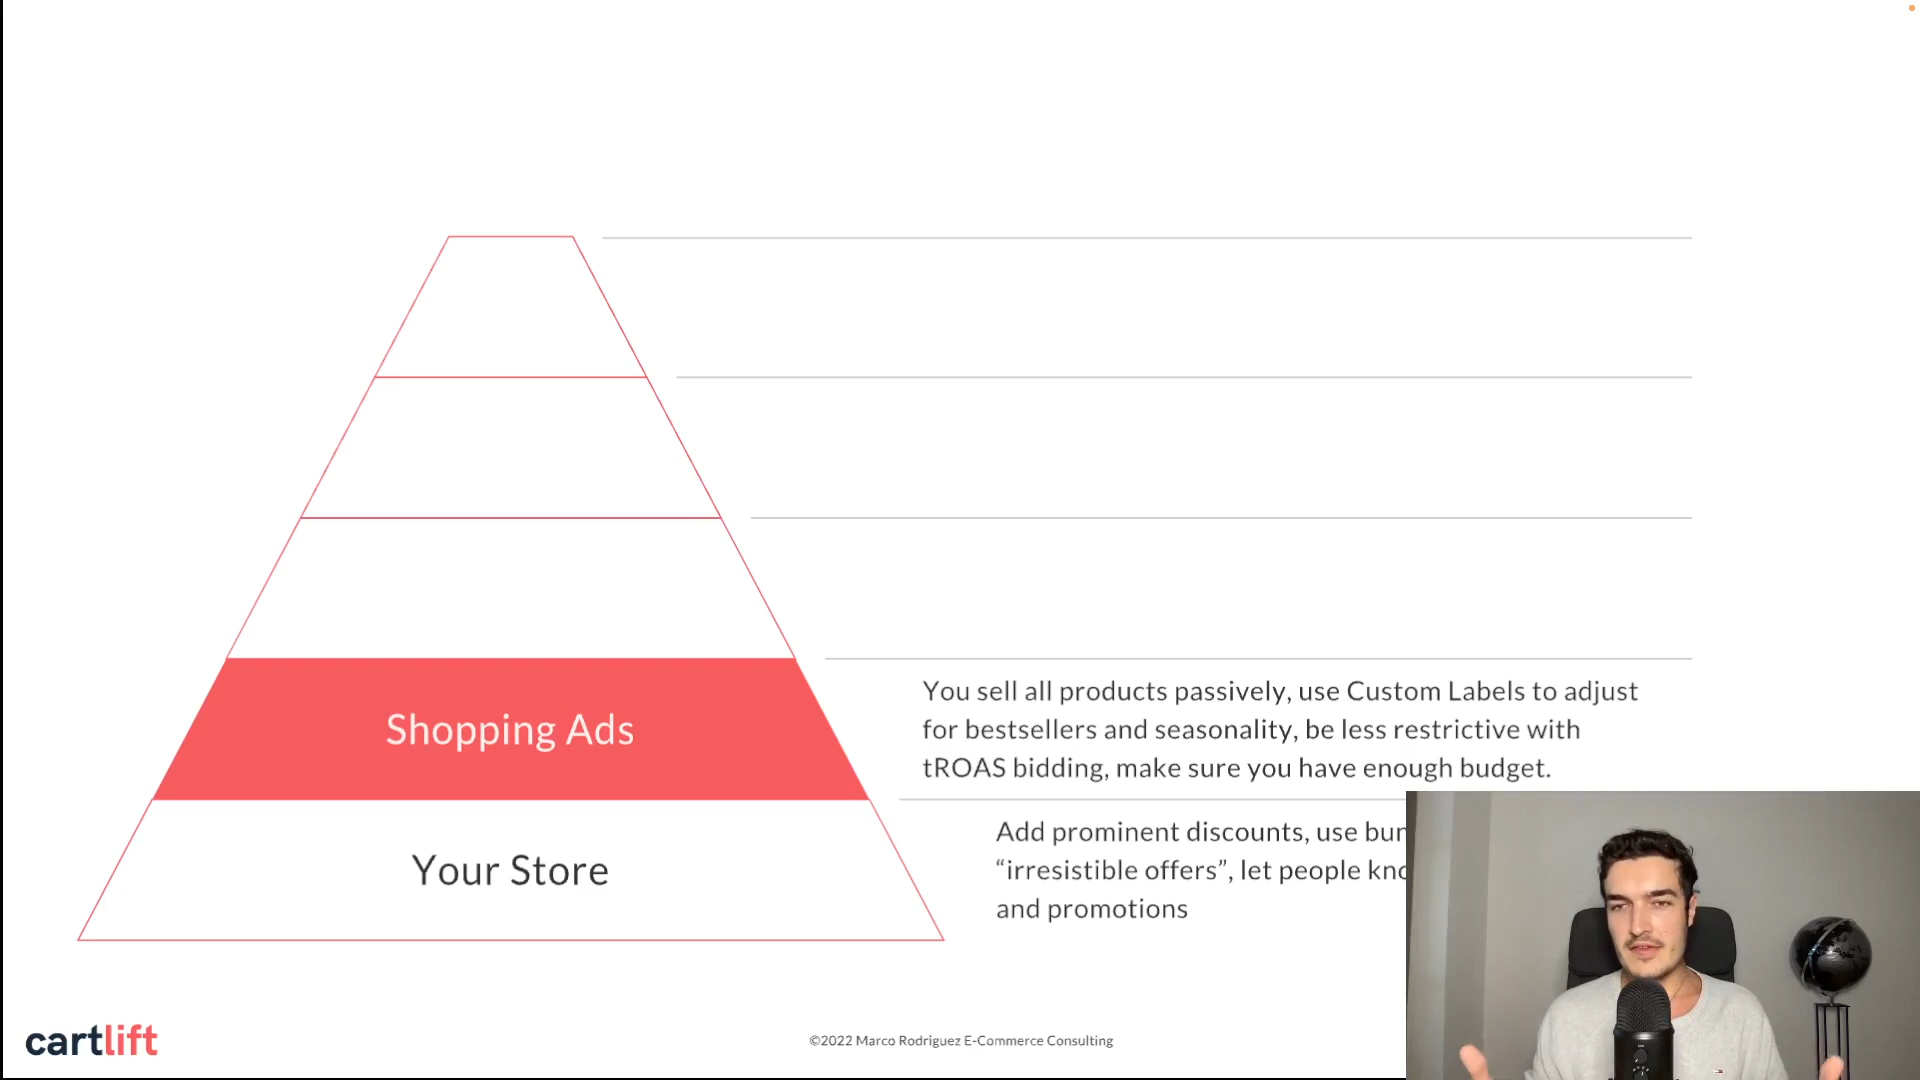 Shopping Ads
You sell all products passively, use Custom Labels to adjust
for bestsellers and seasonality, be less restrictive with
tROAS bidding, make sure you have enough budget.
Your Store
Add prominent discounts, use
“irresistible offers”, let people
and promotions
cartlift
©2022 Marco Rodriguez E-Commerce Consulting